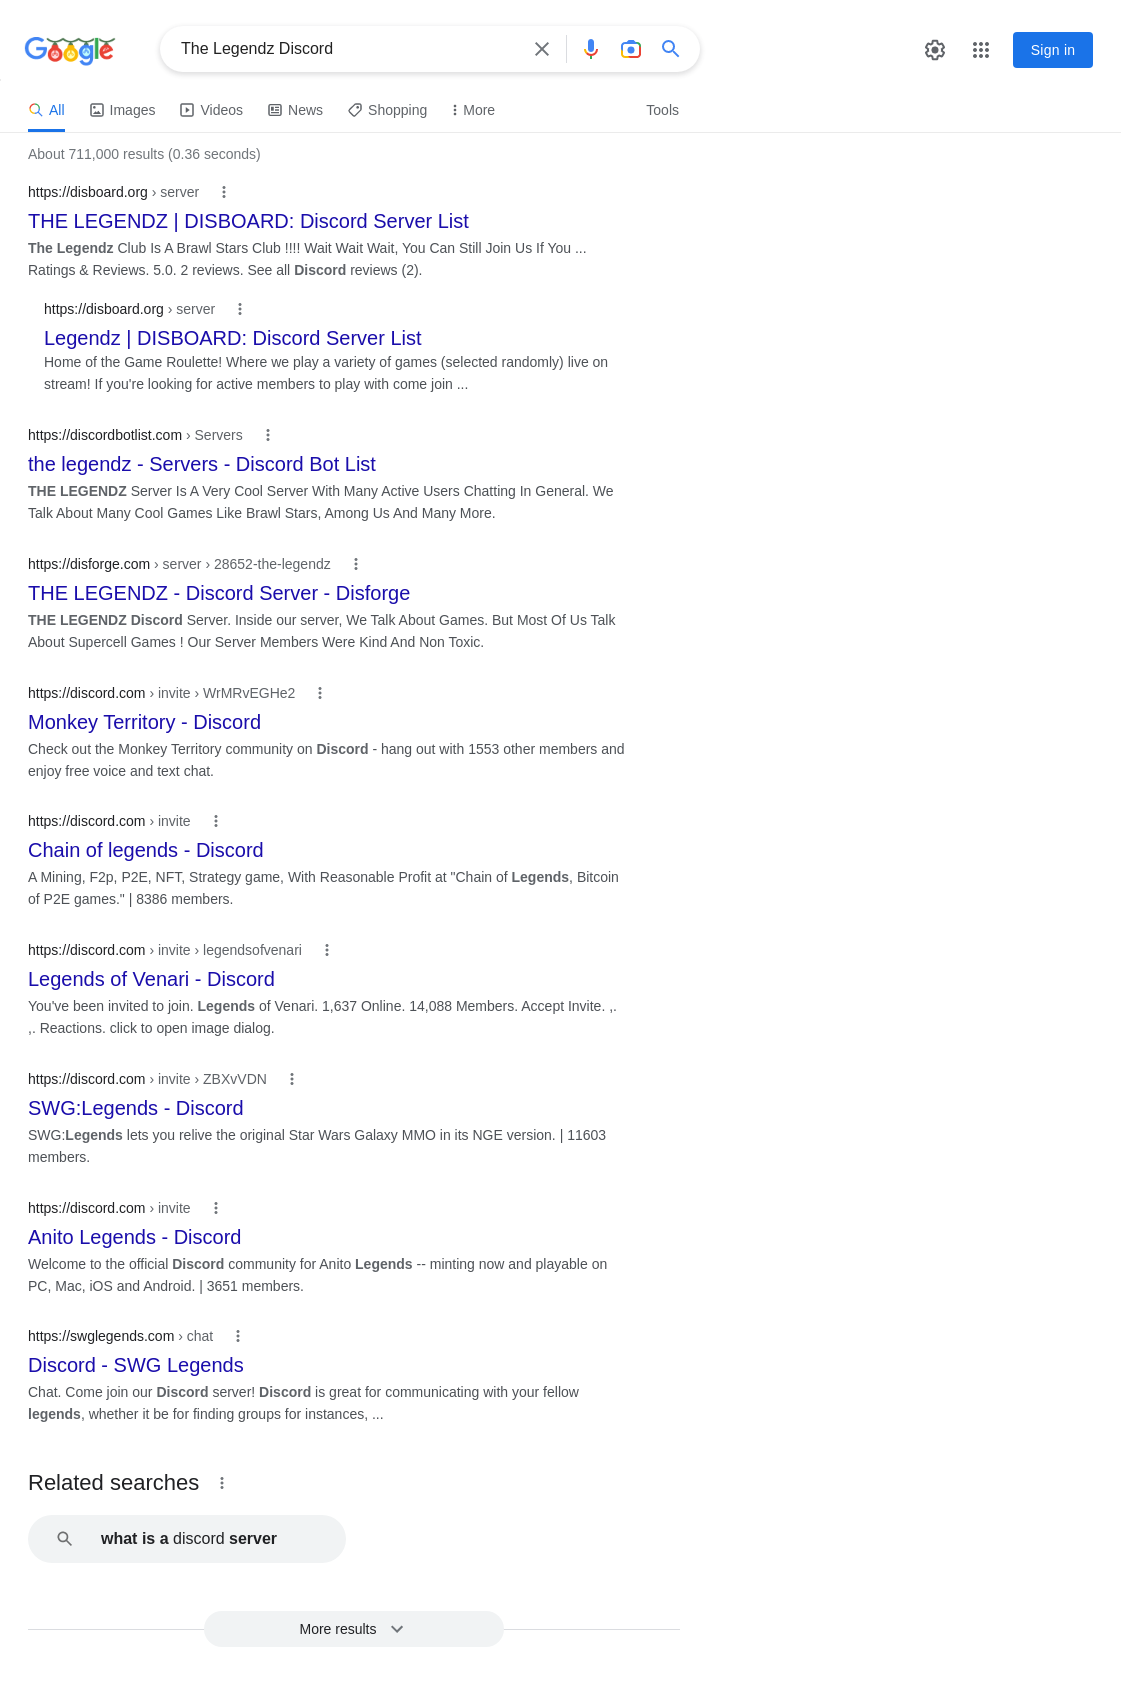 Google
The Legendz Discord
Sign in
All
Images
Videos
News
Shopping
More
Tools
About 711,000 results (0.36 seconds)
https://disboard.org › server
THE LEGENDZ | DISBOARD: Discord Server List
The Legendz Club Is A Brawl Stars Club !!!! Wait Wait Wait, You Can Still Join Us If You ...
Ratings & Reviews. 5.0. 2 reviews. See all Discord reviews (2).
https://disboard.org › server
Legendz | DISBOARD: Discord Server List
Home of the Game Roulette! Where we play a variety of games (selected randomly) live on
stream! If you're looking for active members to play with come join ...
https://discordbotlist.com › Servers
the legendz - Servers - Discord Bot List
THE LEGENDZ Server Is A Very Cool Server With Many Active Users Chatting In General. We
Talk About Many Cool Games Like Brawl Stars, Among Us And Many More.
https://disforge.com › server › 28652-the-legendz
THE LEGENDZ - Discord Server - Disforge
THE LEGENDZ Discord Server. Inside our server, We Talk About Games. But Most Of Us Talk
About Supercell Games ! Our Server Members Were Kind And Non Toxic.
https://discord.com › invite › WrMRvEGHe2
Monkey Territory - Discord
Check out the Monkey Territory community on Discord - hang out with 1553 other members and
enjoy free voice and text chat.
https://discord.com › invite
Chain of legends - Discord
A Mining, F2p, P2E, NFT, Strategy game, With Reasonable Profit at "Chain of Legends, Bitcoin
of P2E games." | 8386 members.
https://discord.com › invite › legendsofvenari
Legends of Venari - Discord
You've been invited to join. Legends of Venari. 1,637 Online. 14,088 Members. Accept Invite. ,.
,. Reactions. click to open image dialog.
https://discord.com › invite › ZBXvVDN
SWG:Legends - Discord
SWG:Legends lets you relive the original Star Wars Galaxy MMO in its NGE version. | 11603
members.
https://discord.com › invite
Anito Legends - Discord
Welcome to the official Discord community for Anito Legends -- minting now and playable on
PC, Mac, iOS and Android. | 3651 members.
https://swglegends.com › chat
Discord - SWG Legends
Chat. Come join our Discord server! Discord is great for communicating with your fellow
legends, whether it be for finding groups for instances, ...
Related searches
what is a discord server
More results